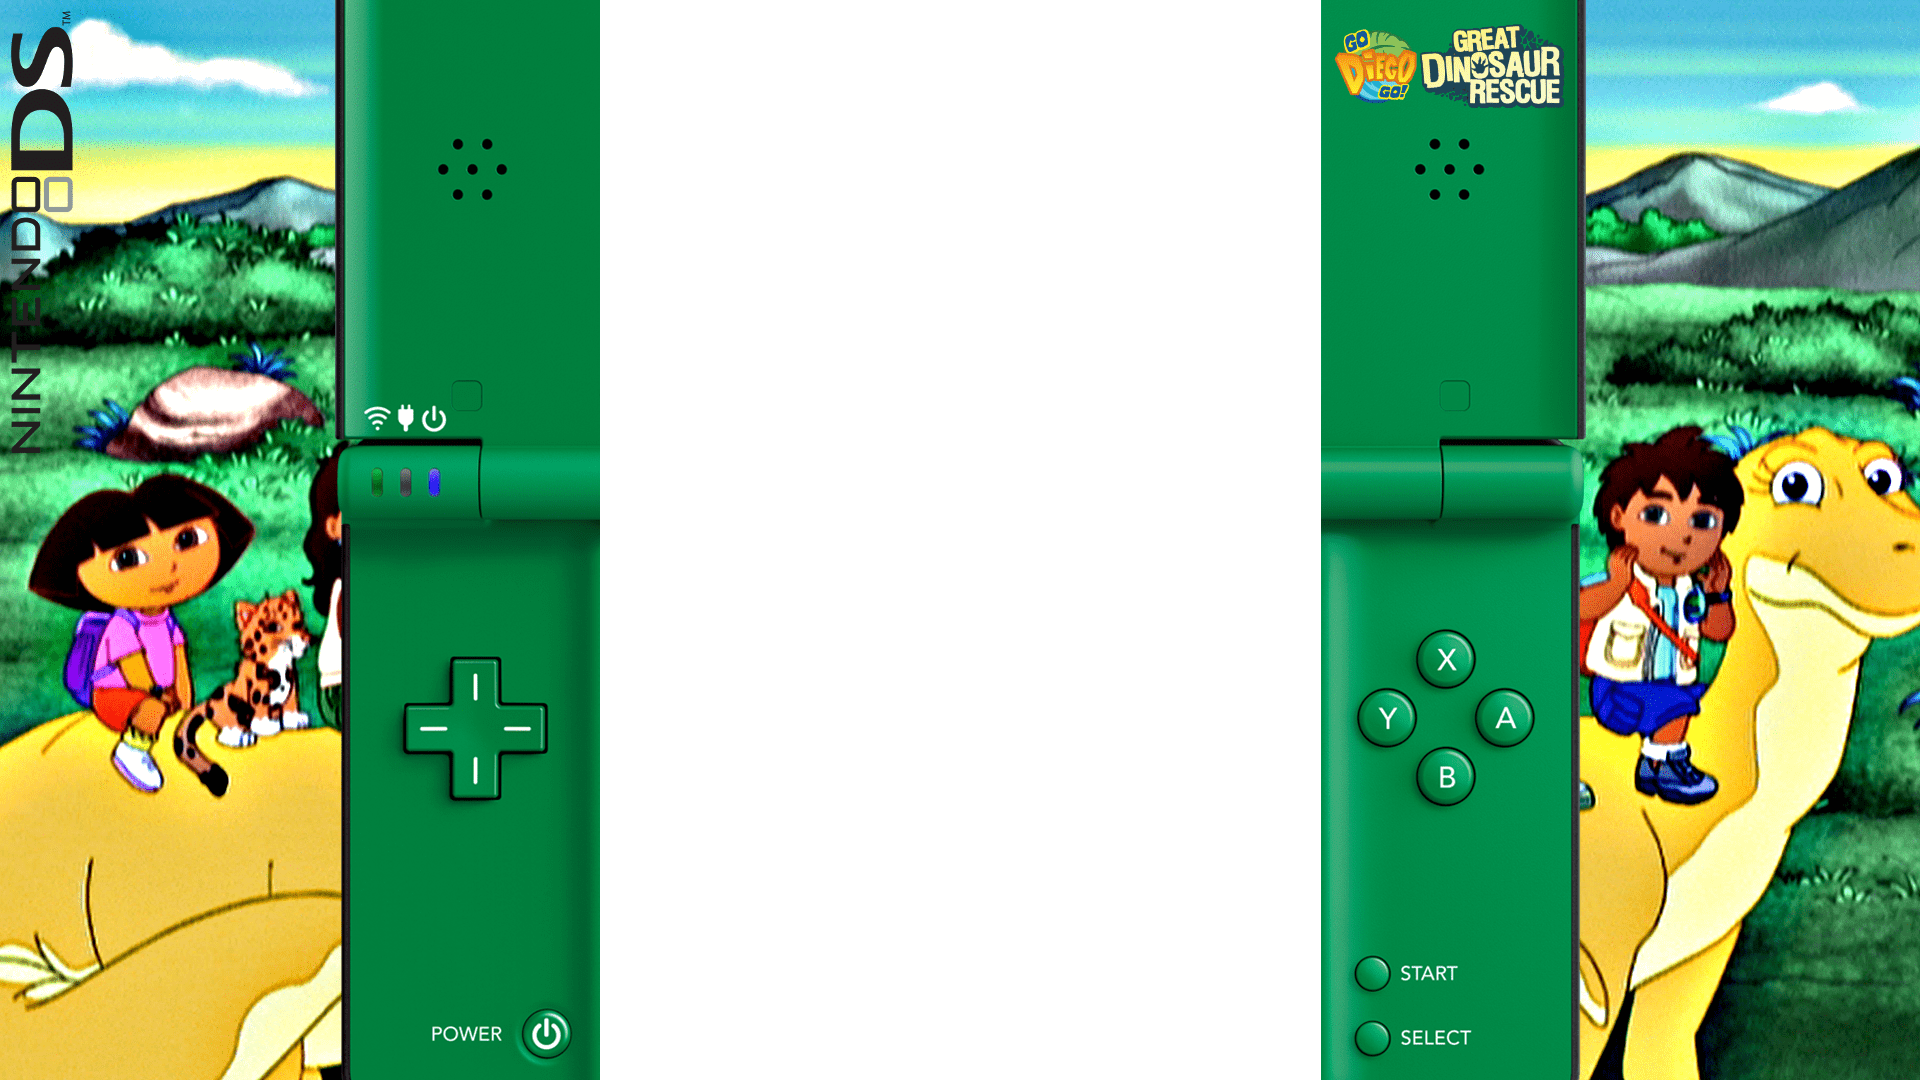 NINTENDO DS™
GO
DIEGO
GO!
GREAT
DINOSAUR
RESCUE
X
Y
A
B
START
POWER
SELECT